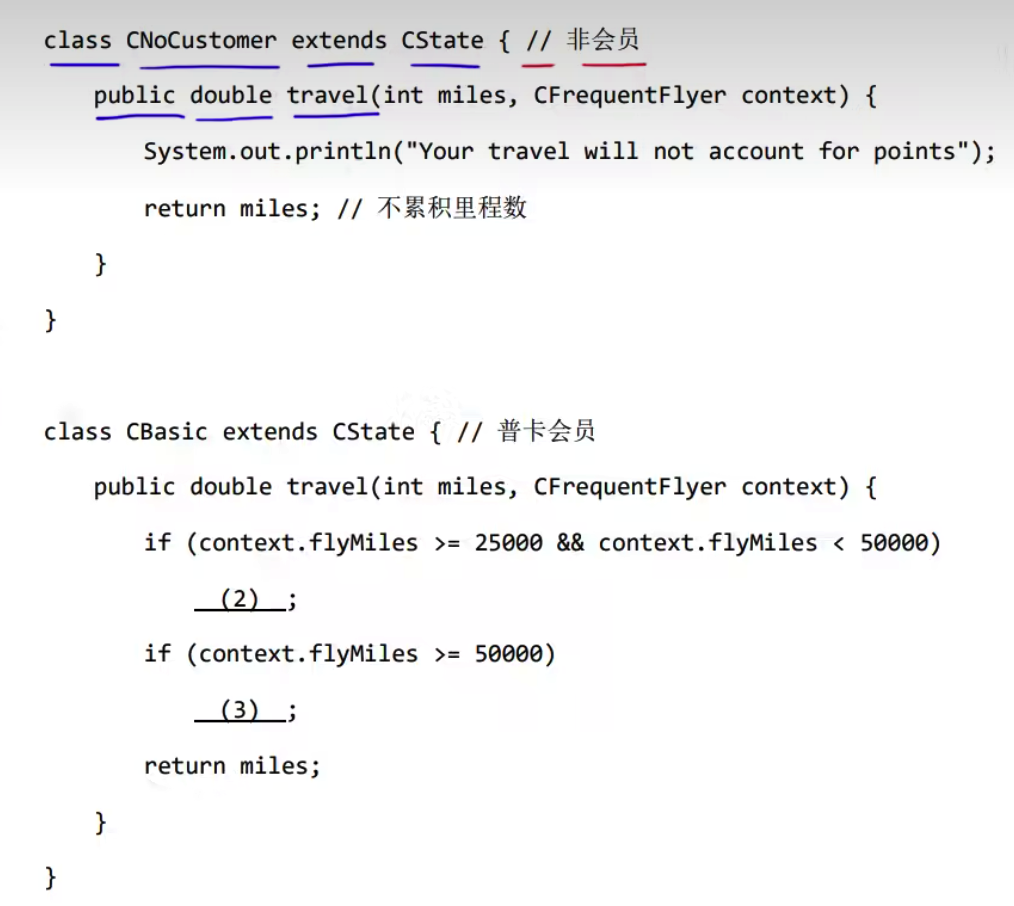 class CNoCustomer extends CState { // 非会员
public double travel(int miles, CFrequentFlyer context) {
System.out.println("Your travel will not account for points");
return miles; // 不累积里程数
}
}
class CBasic extends CState { // 普卡会员
public double travel(int miles, CFrequentFlyer context) {
if (context.flyMiles >= 25000 && context.flyMiles < 50000)
(2) ;
if (context.flyMiles >= 50000)
(3) ;
return miles;
}
}